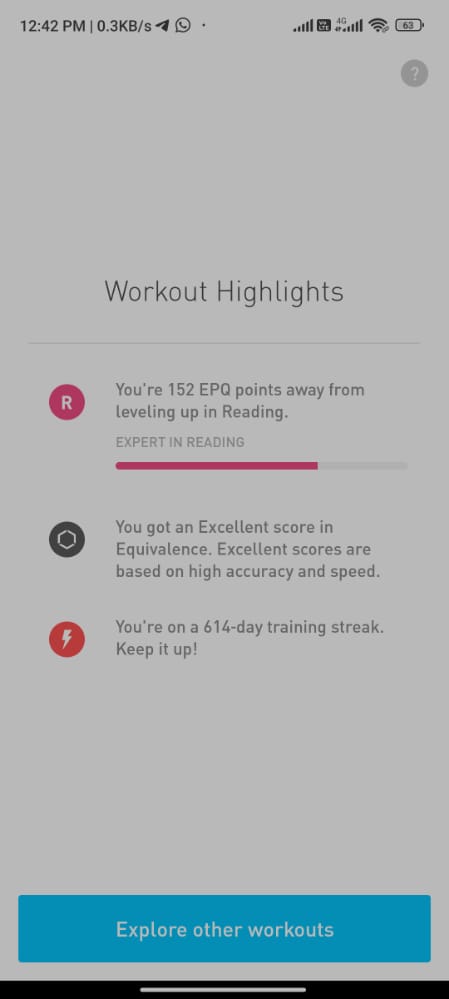 12:42 PM | 0.3KB/s
Vo
LTE
4G
63
?
Workout Highlights
R
You're 152 EPQ points away from
leveling up in Reading.
EXPERT IN READING
You got an Excellent score in
Equivalence. Excellent scores are
based on high accuracy and speed.
You're on a 614-day training streak.
Keep it up!
Explore other workouts